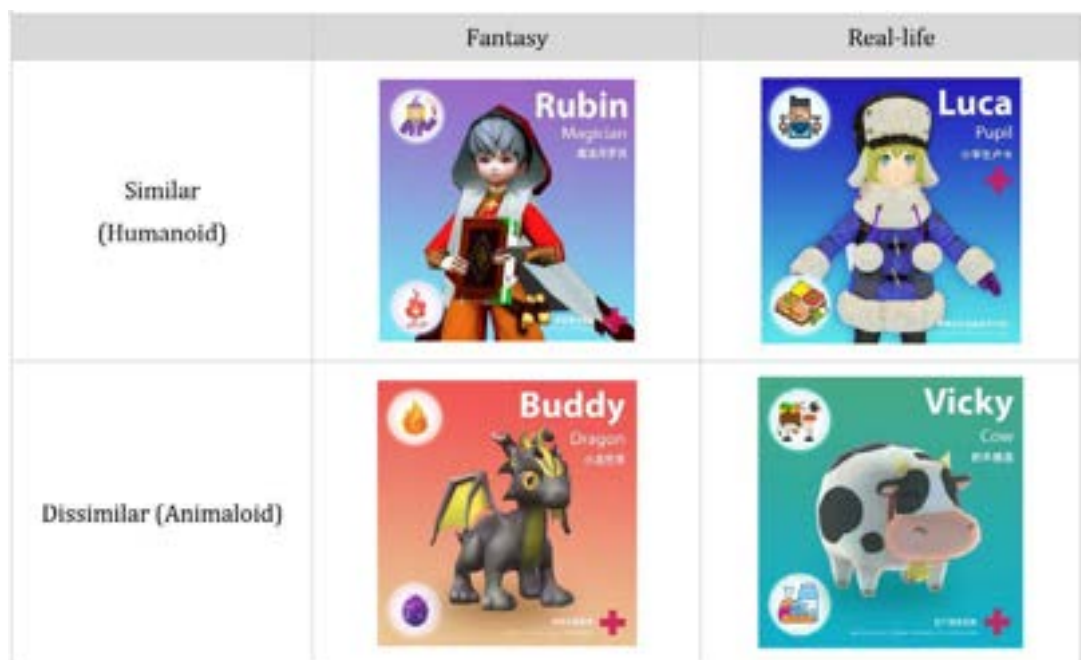 Fantasy
Real-life
Similar
(Humanoid)
Rubin
Magician
Luca
Pupil
Dissimilar (Animaloid)
Buddy
Dragon
Vicky
Cow